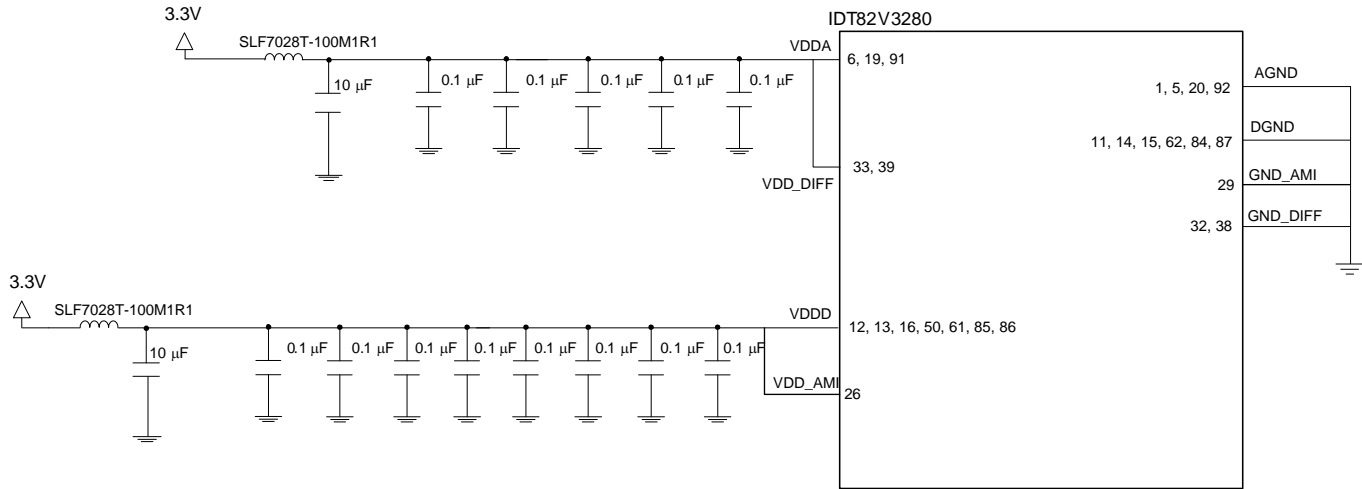 3.3V
IDT82V3280
SLF7028T-100M1R1
VDDA
6, 19, 91
10 μF
0.1 μF
0.1 μF
0.1 μF
0.1 μF
0.1 μF
AGND
1, 5, 20, 92
DGND
11, 14, 15, 62, 84, 87
33, 39
VDD_DIFF
GND_AMI
29
GND_DIFF
32, 38
3.3V
SLF7028T-100M1R1
VDDD
12, 13, 16, 50, 61, 85, 86
10 μF
0.1 μF
0.1 μF
0.1 μF
0.1 μF
0.1 μF
0.1 μF
0.1 μF
0.1 μF
VDD_AMI
26